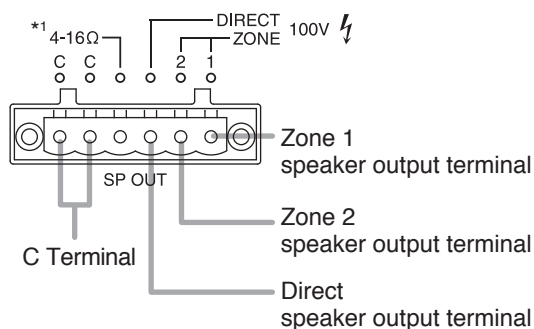 DIRECT
*1 4-16Ω ZONE 100V
C C 2 1
Zone 1
speaker output terminal
SP OUT
Zone 2
speaker output terminal
C Terminal
Direct
speaker output terminal